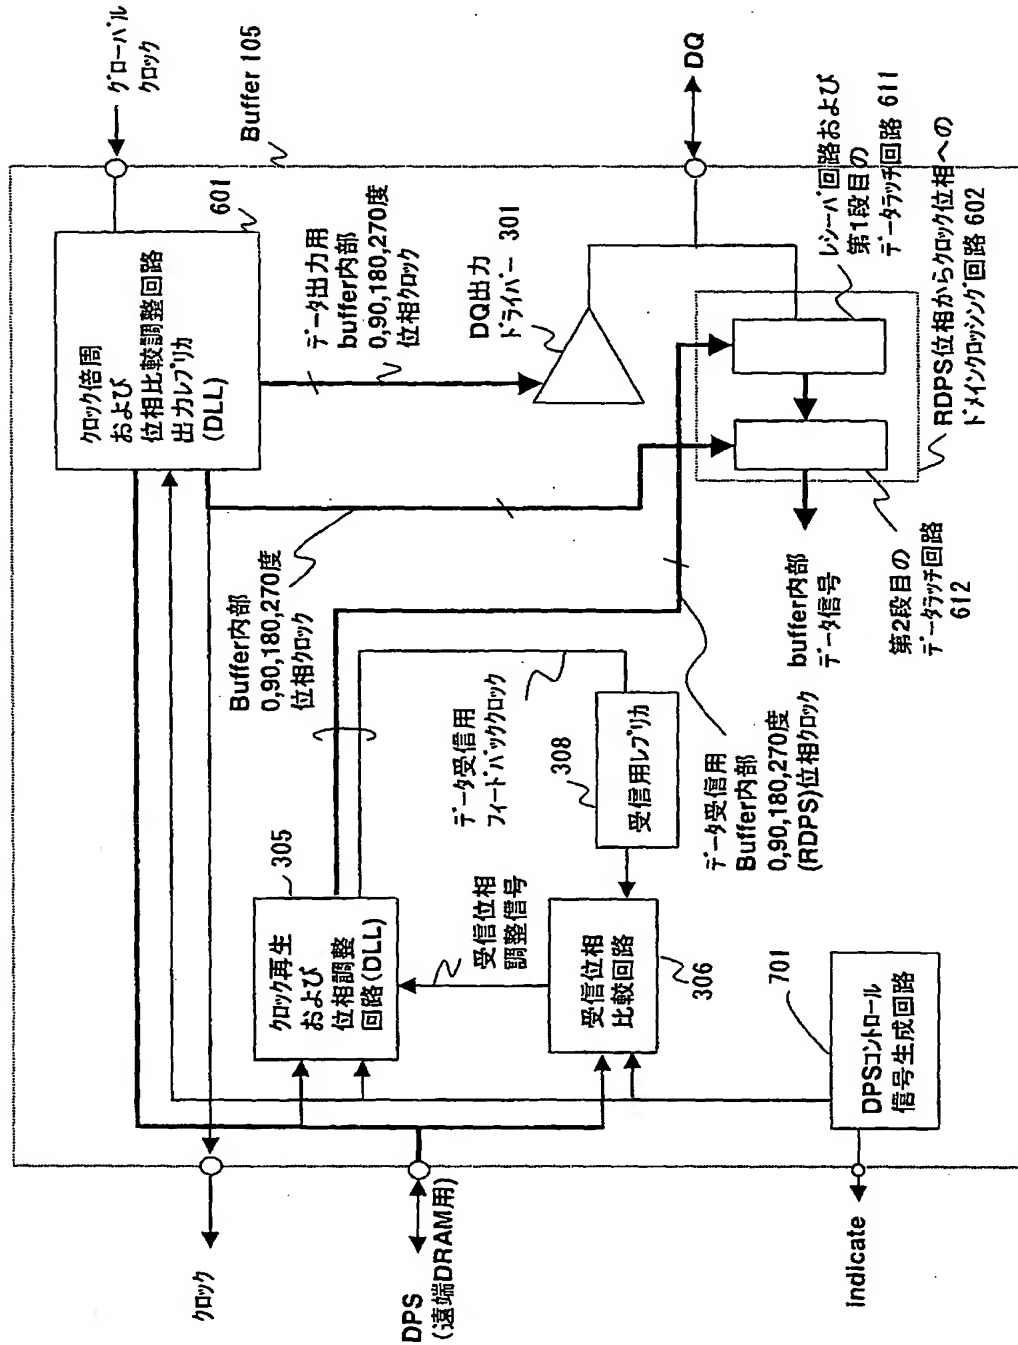 グローバル
クロック
Buffer 105
クロック倍周
および
位相比較調整回路
出力レプリカ
(DLL)
601
データ出力用
buffer内部
0,90,180,270度
位相クロック
DQ出力
ドライバー 301
DQ
レシーバ回路および
第1段目の
データラッチ回路 611
RDPS位相からクロック位相への
ドメインクロッシング回路 602
Buffer内部
0,90,180,270度
位相クロック
buffer内部
データ信号
第2段目の
データラッチ回路
612
305
クロック再生
および
位相調整
回路(DLL)
データ受信用
フィードバッククロック
308
受信用レプリカ
データ受信用
Buffer内部
0,90,180,270度
(RDPS)位相クロック
受信位相
調整信号
受信位相
比較回路
306
701
DPSコントロール
信号生成回路
クロック
DPS
(遠端DRAM用)
indicate